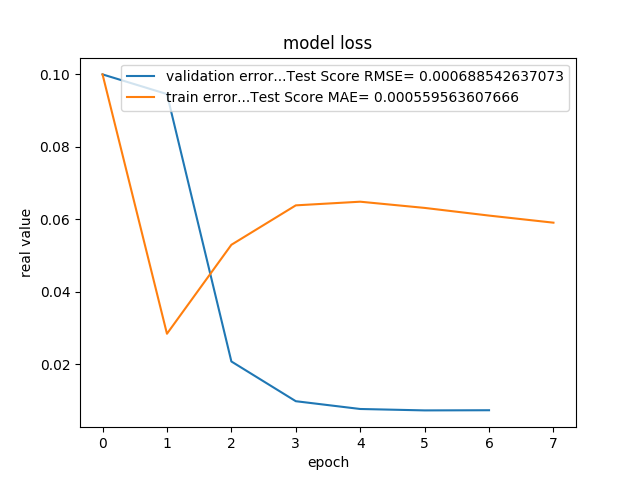 model loss
validation error...Test Score RMSE= 0.000688542637073
train error...Test Score MAE= 0.000559563607666
0.10
0.08
0.06
0.04
0.02
real value
0 1 2 3 4 5 6 7
epoch